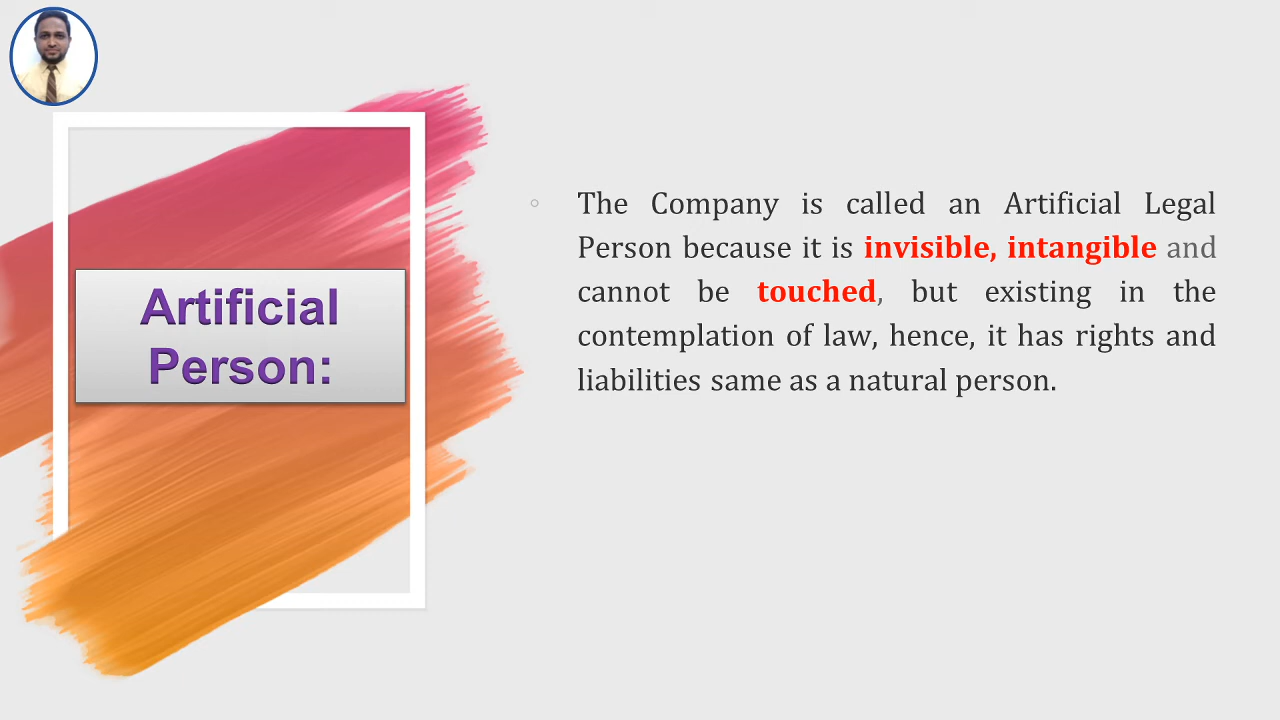 Artificial
Person:
The Company is called an Artificial Legal
Person because it is invisible, intangible and
cannot be touched, but existing in the
contemplation of law, hence, it has rights and
liabilities same as a natural person.